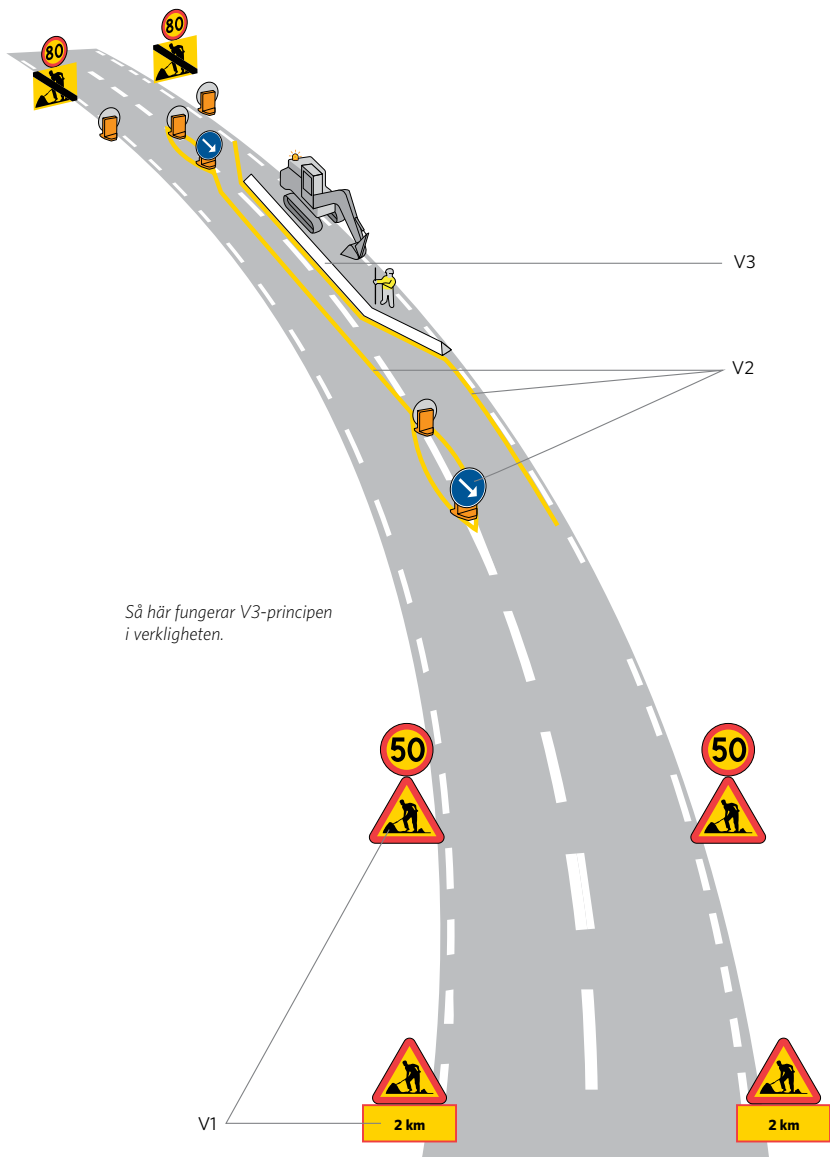 80
80
V3
V2
Så här fungerar V3-principen
i verkligheten.
50
50
V1
2 km
2 km